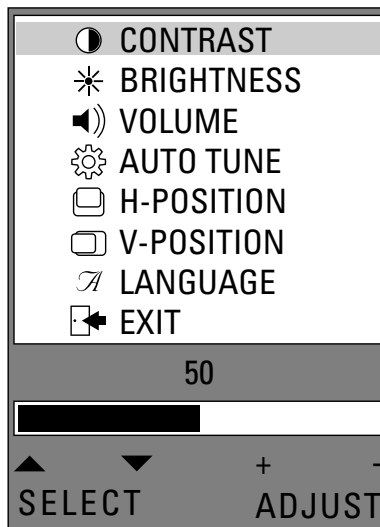 CONTRAST
BRIGHTNESS
VOLUME
AUTO TUNE
H-POSITION
V-POSITION
A LANGUAGE
EXIT
50
+ -
SELECT ADJUST